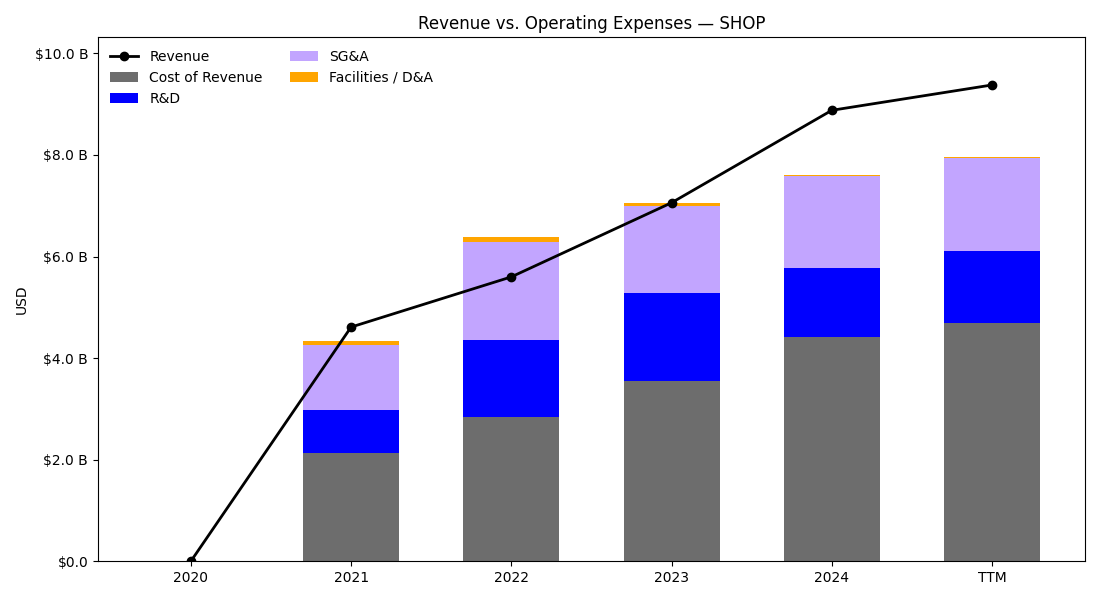 Revenue vs. Operating Expenses — SHOP
Revenue
Cost of Revenue
R&D
SG&A
Facilities / D&A
USD
$10.0 B
$8.0 B
$6.0 B
$4.0 B
$2.0 B
$0.0
2020 2021 2022 2023 2024 TTM